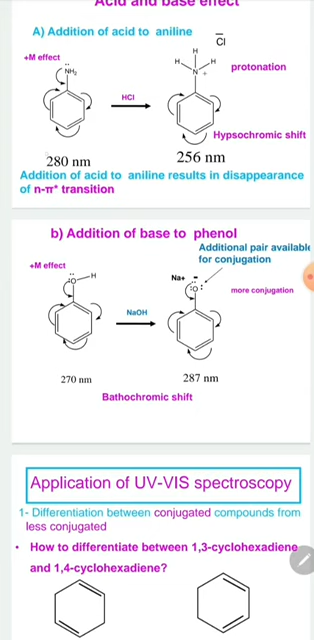 Acid and base effect
A) Addition of acid to aniline
Cl
+M effect
NH₂
H
H
H
N
+
protonation
HCl
Hypsochromic shift
280 nm
256 nm
Addition of acid to aniline results in disappearance
of n-π* transition
b) Addition of base to phenol
Additional pair available
for conjugation
+M effect
:O
H
Na+
-
:O:
more conjugation
NaOH
270 nm
287 nm
Bathochromic shift
Application of UV-VIS spectroscopy
1- Differentiation between conjugated compounds from
less conjugated
• How to differentiate between 1,3-cyclohexadiene
and 1,4-cyclohexadiene?